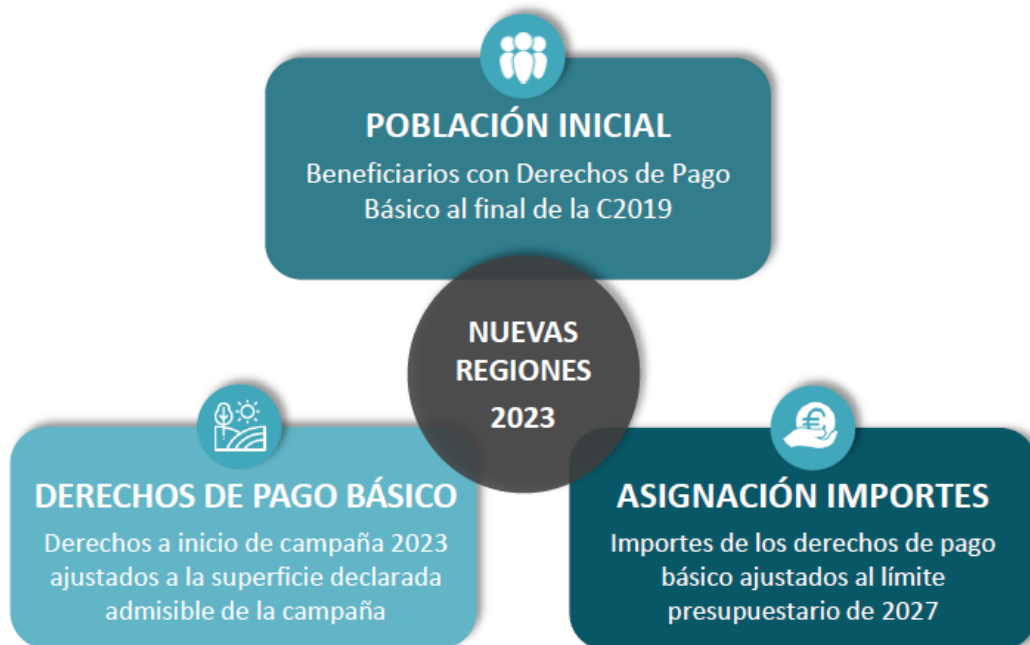 POBLACIÓN INICIAL
Beneficiarios con Derechos de Pago
Básico al final de la C2019
NUEVAS
REGIONES
2023
DERECHOS DE PAGO BÁSICO
Derechos a inicio de campaña 2023
ajustados a la superficie declarada
admisible de la campaña
ASIGNACIÓN IMPORTES
Importes de los derechos de pago
básico ajustados al límite
presupuestario de 2027